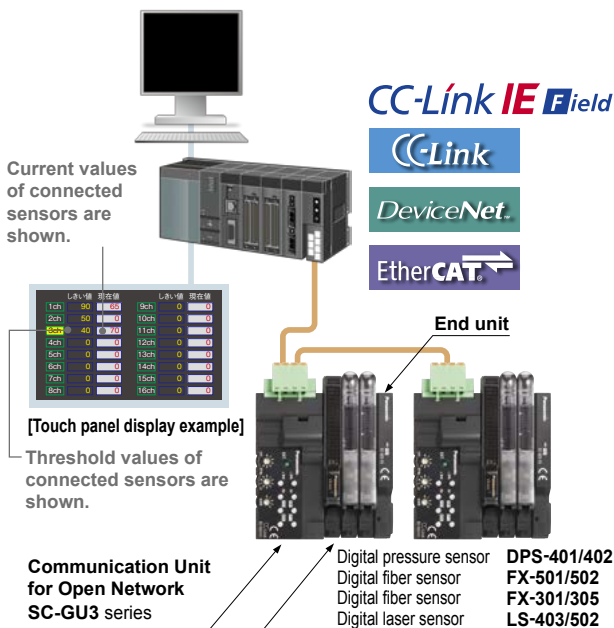 CC-Link IE Field
CC-Link
DeviceNet™
EtherCAT®
Current values
of connected
sensors are
shown.
しきい値 現在値 しきい値 現在値
1ch 90 65 9ch 0 0
2ch 50 0 10ch 0 0
3ch 40 70 11ch 0 0
4ch 0 0 12ch 0 0
5ch 0 0 13ch 0 0
6ch 0 0 14ch 0 0
7ch 0 0 15ch 0 0
8ch 0 0 16ch 0 0
[Touch panel display example]
Threshold values of
connected sensors are
shown.
End unit
Panasonic
Panasonic
Communication Unit
for Open Network
SC-GU3 series
Digital pressure sensor DPS-401/402
Digital fiber sensor FX-501/502
Digital fiber sensor FX-301/305
Digital laser sensor LS-403/502